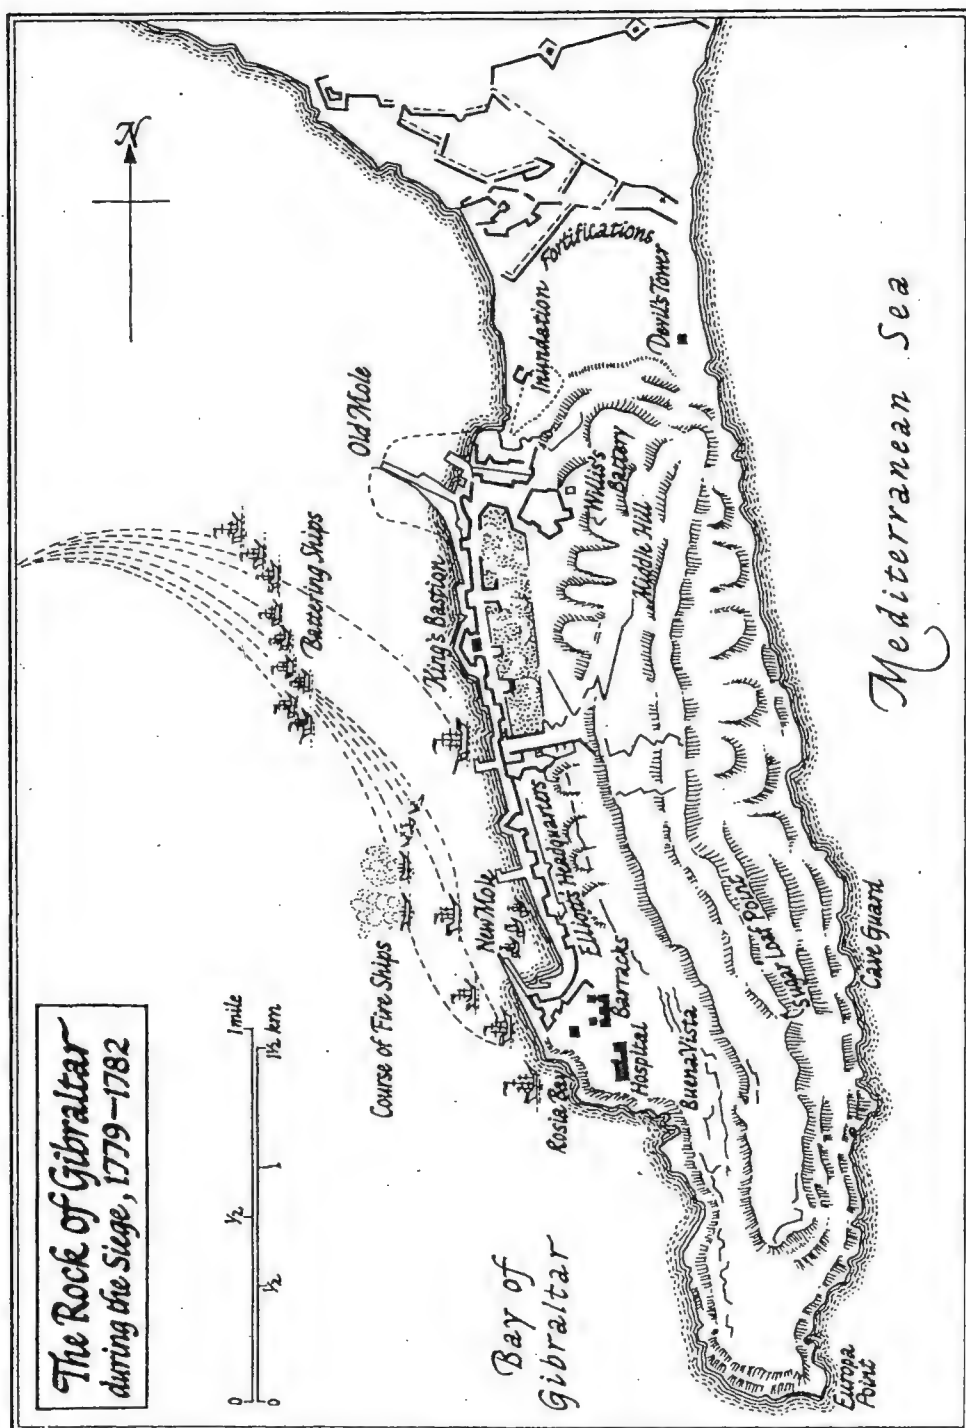 The Rock of Gibraltar
during the Siege, 1779–1782
0 ½ 1 mile
0 ½ 1 1½ km
N
Course of Fire Ships
Battering Ships
Old Mole
King's Bastion
New Mole
Elliott's Headquarters
Barracks
Hospital
Rosia Bay
Buena Vista
Inundation
Fortifications
Devil's Tower
Willis's
Battery
Middle Hill
Sugar Loaf Point
Cave Guard
Europa
Point
Bay of
Gibraltar
Mediterranean Sea